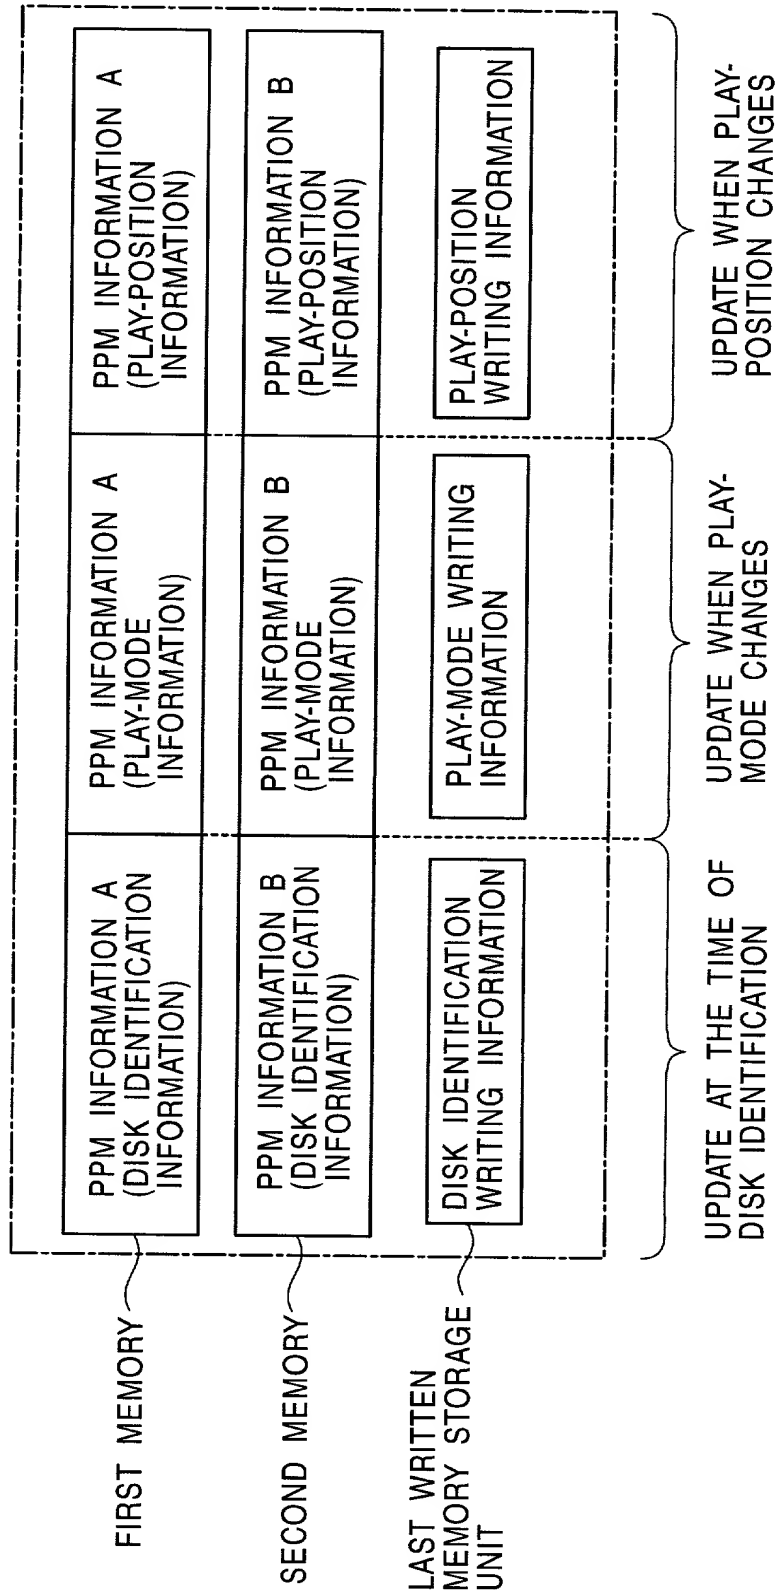 FIRST MEMORY
PPM INFORMATION A
(DISK IDENTIFICATION
INFORMATION)
PPM INFORMATION A
(PLAY-MODE
INFORMATION)
PPM INFORMATION A
(PLAY-POSITION
INFORMATION)
SECOND MEMORY
PPM INFORMATION B
(DISK IDENTIFICATION
INFORMATION)
PPM INFORMATION B
(PLAY-MODE
INFORMATION)
PPM INFORMATION B
(PLAY-POSITION
INFORMATION)
LAST WRITTEN
MEMORY STORAGE
UNIT
DISK IDENTIFICATION
WRITING INFORMATION
PLAY-MODE WRITING
INFORMATION
PLAY-POSITION
WRITING INFORMATION
UPDATE AT THE TIME OF
DISK IDENTIFICATION
UPDATE WHEN PLAY-
MODE CHANGES
UPDATE WHEN PLAY-
POSITION CHANGES